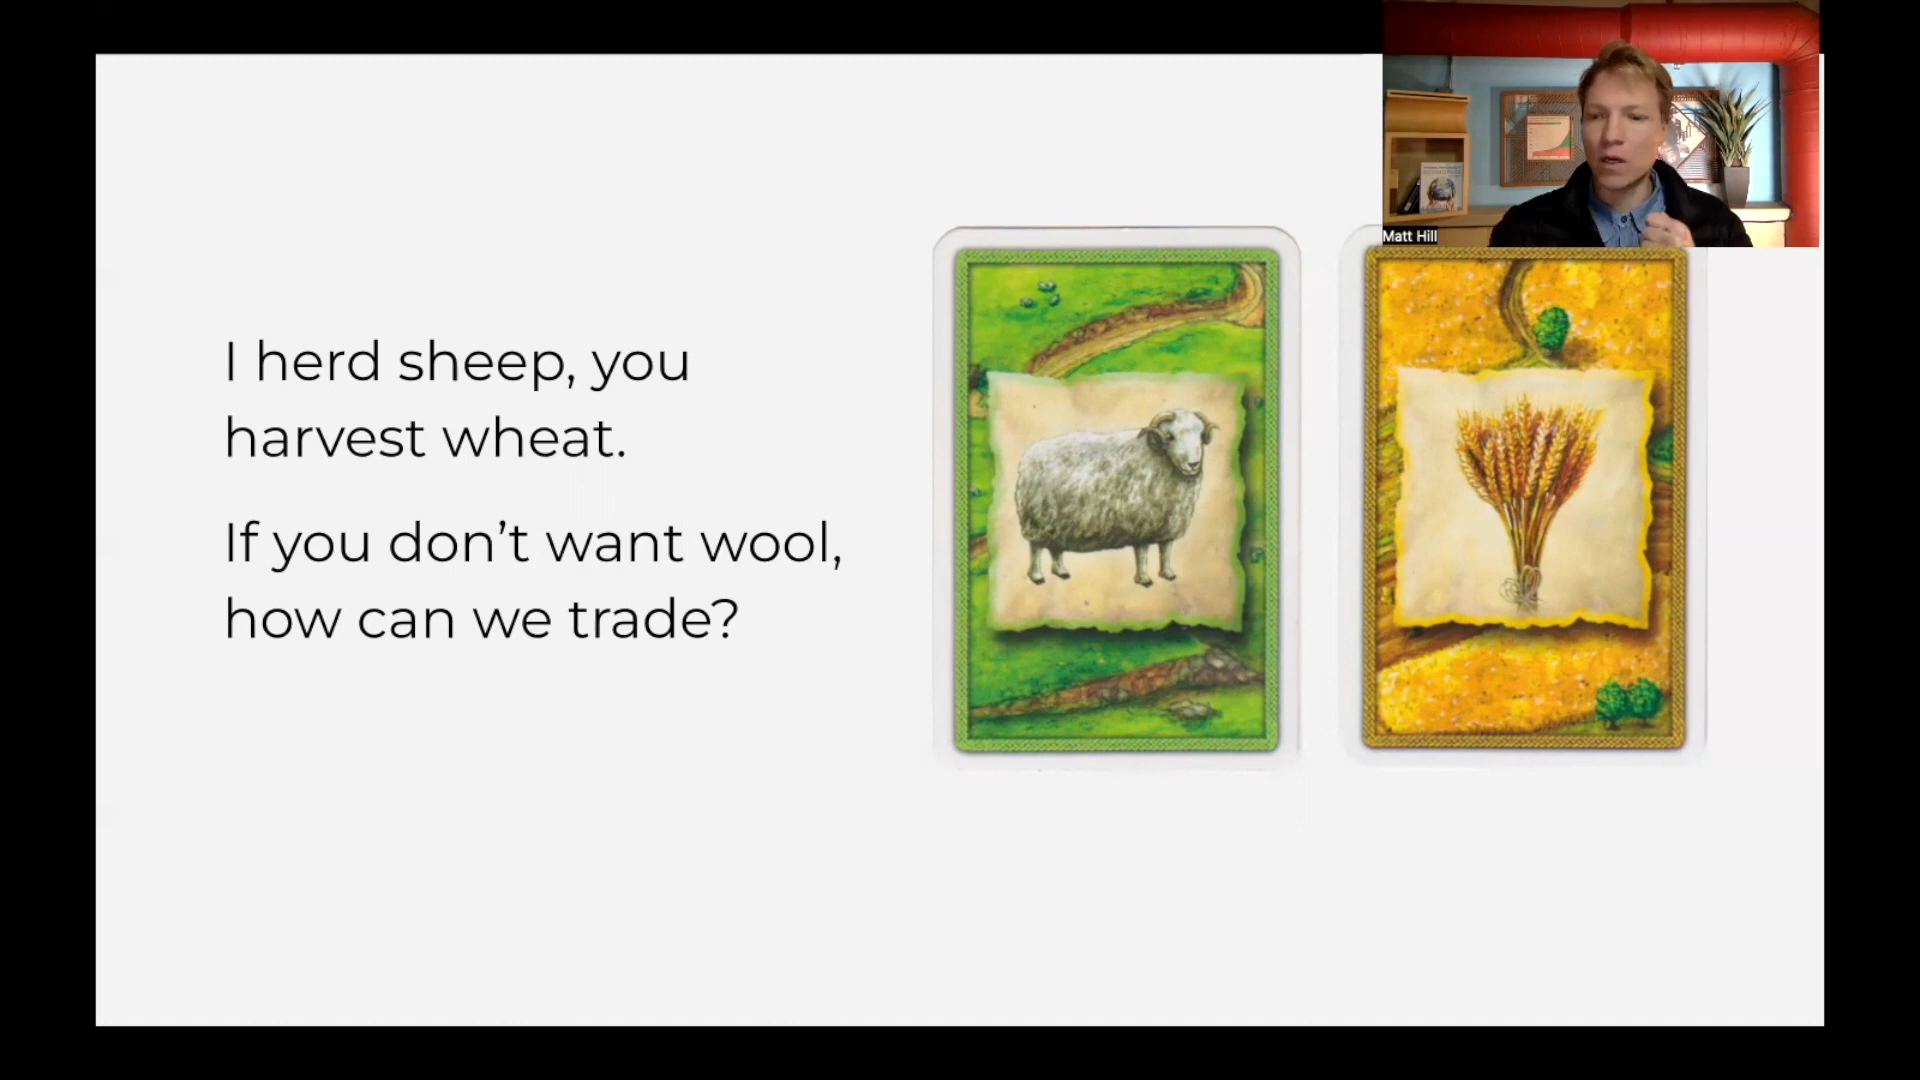 I herd sheep, you
harvest wheat.
If you don’t want wool,
how can we trade?
Matt Hill